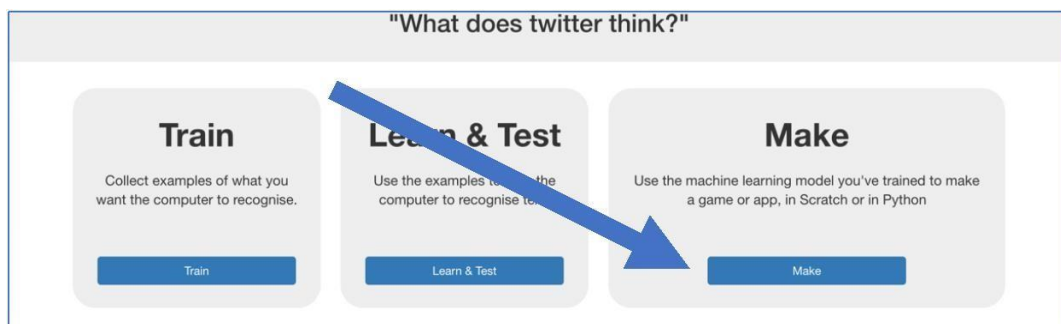 "What does twitter think?"
Train
Collect examples of what you
want the computer to recognise.
Train
Learn & Test
Use the examples to the
computer to recognise
Learn & Test
Make
Use the machine learning model you've trained to make
a game or app, in Scratch or in Python
Make